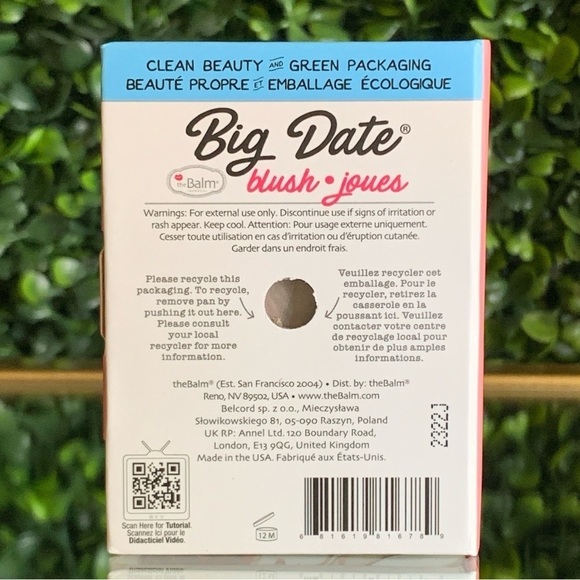 CLEAN BEAUTY AND GREEN PACKAGING
BEAUTÉ PROPRE ET EMBALLAGE ÉCOLOGIQUE
Big Date®
theBalm®
blush • joues
Warnings: For external use only. Discontinue use if signs of irritation or
rash appear. Keep cool. Attention: Pour usage externe uniquement.
Cesser toute utilisation en cas d'irritation ou d'éruption cutanée.
Garder dans un endroit frais.
Please recycle this
packaging. To recycle,
remove pan by
pushing it out here.
Please consult
your local
recycler for more
information.
Veuillez recycler cet
emballage. Pour le
recycler, retirez la
casserole en la
poussant ici. Veuillez
contacter votre centre
de recyclage local pour
obtenir de plus amples
informations.
theBalm® (Est. San Francisco 2004) • Dist. by: theBalm®
Reno, NV 89502, USA • www.theBalm.com
Belcord sp. z o.o., Mieczysława
Słowikowskiego 81, 05-090 Raszyn, Poland
UK RP: Annel Ltd. 120 Boundary Road,
London, E13 9QG, United Kingdom
Made in the USA. Fabriqué aux États-Unis.
2322J
Scan Here for Tutorial.
Scannez Ici pour le
Didacticiel Vidéo.
12 M
6 81619 81678 9